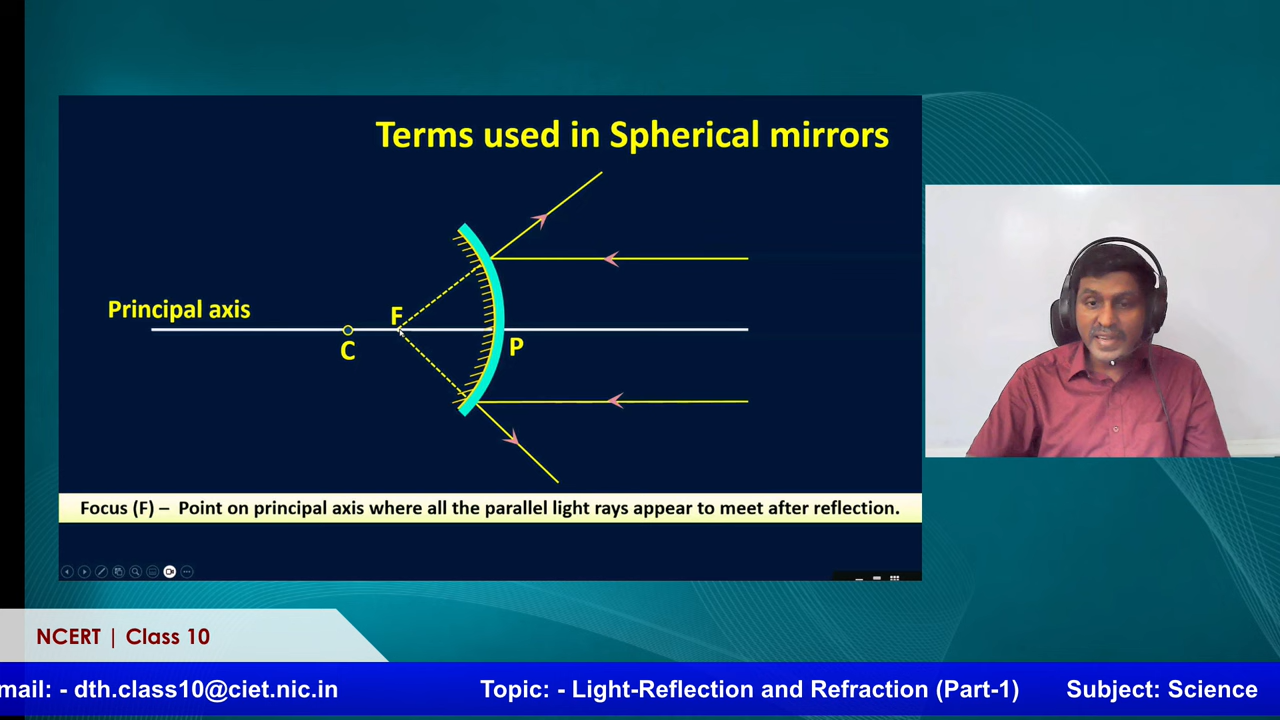 Terms used in Spherical mirrors
Principal axis
F
C
P
Focus (F) – Point on principal axis where all the parallel light rays appear to meet after reflection.
NCERT | Class 10
mail: - dth.class10@ciet.nic.in Topic: - Light-Reflection and Refraction (Part-1) Subject: Science